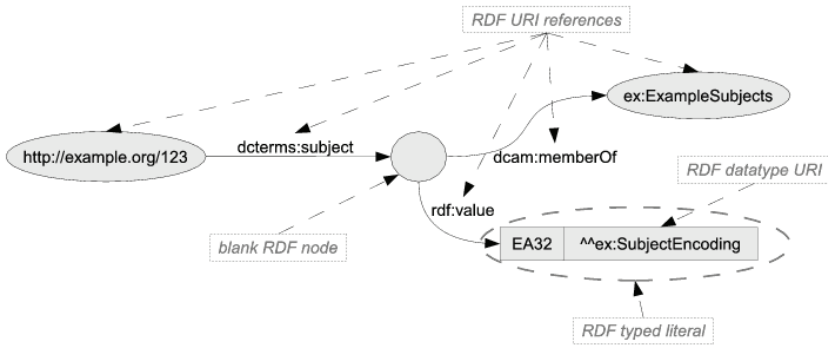 RDF URI references
ex:ExampleSubjects
http://example.org/123
dcterms:subject
dcam:memberOf
RDF datatype URI
rdf:value
blank RDF node
EA32
^^ex:SubjectEncoding
RDF typed literal